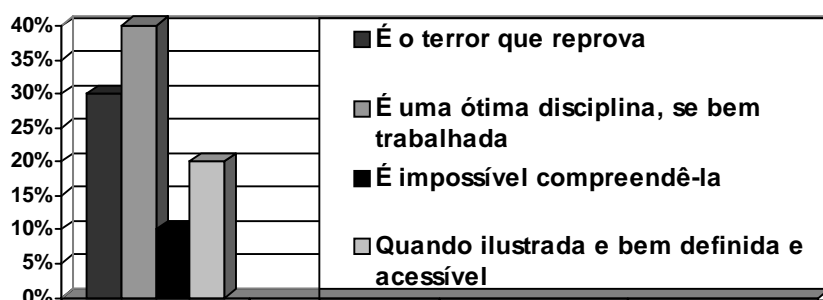 40%
35%
30%
25%
20%
15%
10%
5%
0%
É o terror que reprova
É uma ótima disciplina, se bem
trabalhada
É impossível compreendê-la
Quando ilustrada e bem definida e
acessível